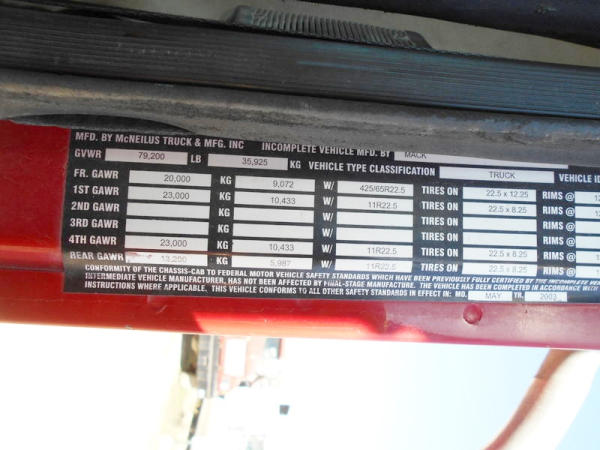 MFD. BY McNEILUS TRUCK & MFG. INC INCOMPLETE VEHICLE MFD. BY MACK
GVWR 79,200 LB 35,925 KG VEHICLE TYPE CLASSIFICATION TRUCK VEHICLE ID
FR. GAWR 20,000 KG 9,072 W/ 425/65R22.5 TIRES ON 22.5 x 12.25 RIMS @
1ST GAWR 23,000 KG 10,433 W/ 11R22.5 TIRES ON 22.5 x 8.25 RIMS @
2ND GAWR KG W/ TIRES ON RIMS @
3RD GAWR KG W/ TIRES ON RIMS @
4TH GAWR 23,000 KG 10,433 W/ 11R22.5 TIRES ON 22.5 x 8.25 RIMS @
REAR GAWR 13,200 KG 5,987 W/ 11R22.5 TIRES ON 22.5 x 8.25 RIMS @
CONFORMITY OF THE CHASSIS-CAB TO FEDERAL MOTOR VEHICLE SAFETY STANDARDS WHICH HAVE BEEN PREVIOUSLY FULLY CERTIFIED BY THE INCOMPLETE VEHI
INTERMEDIATE VEHICLE MANUFACTURER, HAS NOT BEEN AFFECTED BY FINAL-STAGE MANUFACTURE. THE VEHICLE HAS BEEN COMPLETED IN ACCORDANCE WITH
INSTRUCTIONS WHERE APPLICABLE. THIS VEHICLE CONFORMS TO ALL OTHER SAFETY STANDARDS IN EFFECT IN: MO. MAY YR. 2003